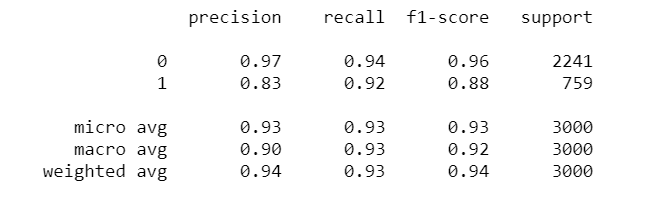 precision recall f1-score support
0 0.97 0.94 0.96 2241
1 0.83 0.92 0.88 759
micro avg 0.93 0.93 0.93 3000
macro avg 0.90 0.93 0.92 3000
weighted avg 0.94 0.93 0.94 3000